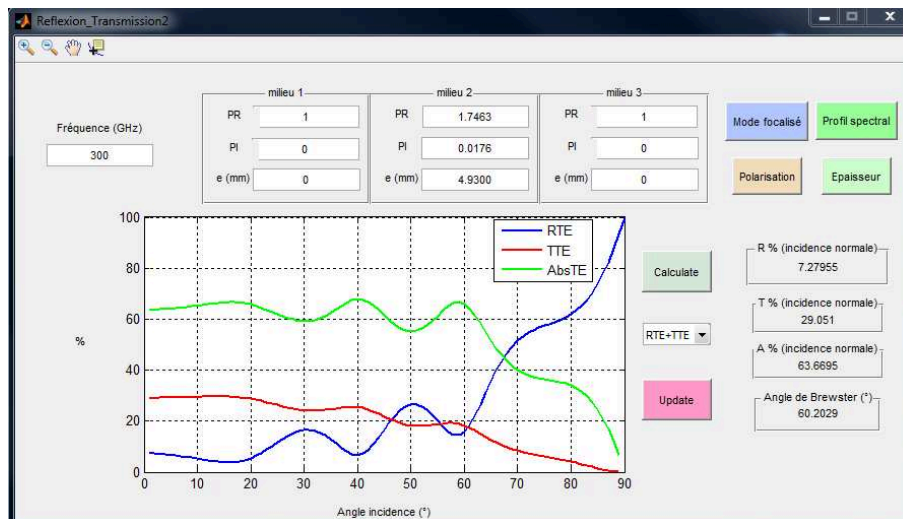 Reflexion_Transmission2
milieu 1
milieu 2
milieu 3
Fréquence (GHz)
300
PR
1
PI
0
e (mm)
0
PR
1.7463
PI
0.0176
e (mm)
4.9300
PR
1
PI
0
e (mm)
0
Mode focalisé
Profil spectral
Polarisation
Epaisseur
100
80
60
40
20
0
%
0
10
20
30
40
50
60
70
80
90
Angle incidence (°)
RTE
TTE
AbsTE
Calculate
RTE+TTE
Update
R % (incidence normale)
7.27955
T % (incidence normale)
29.051
A % (incidence normale)
63.6695
Angle de Brewster (°)
60.2029